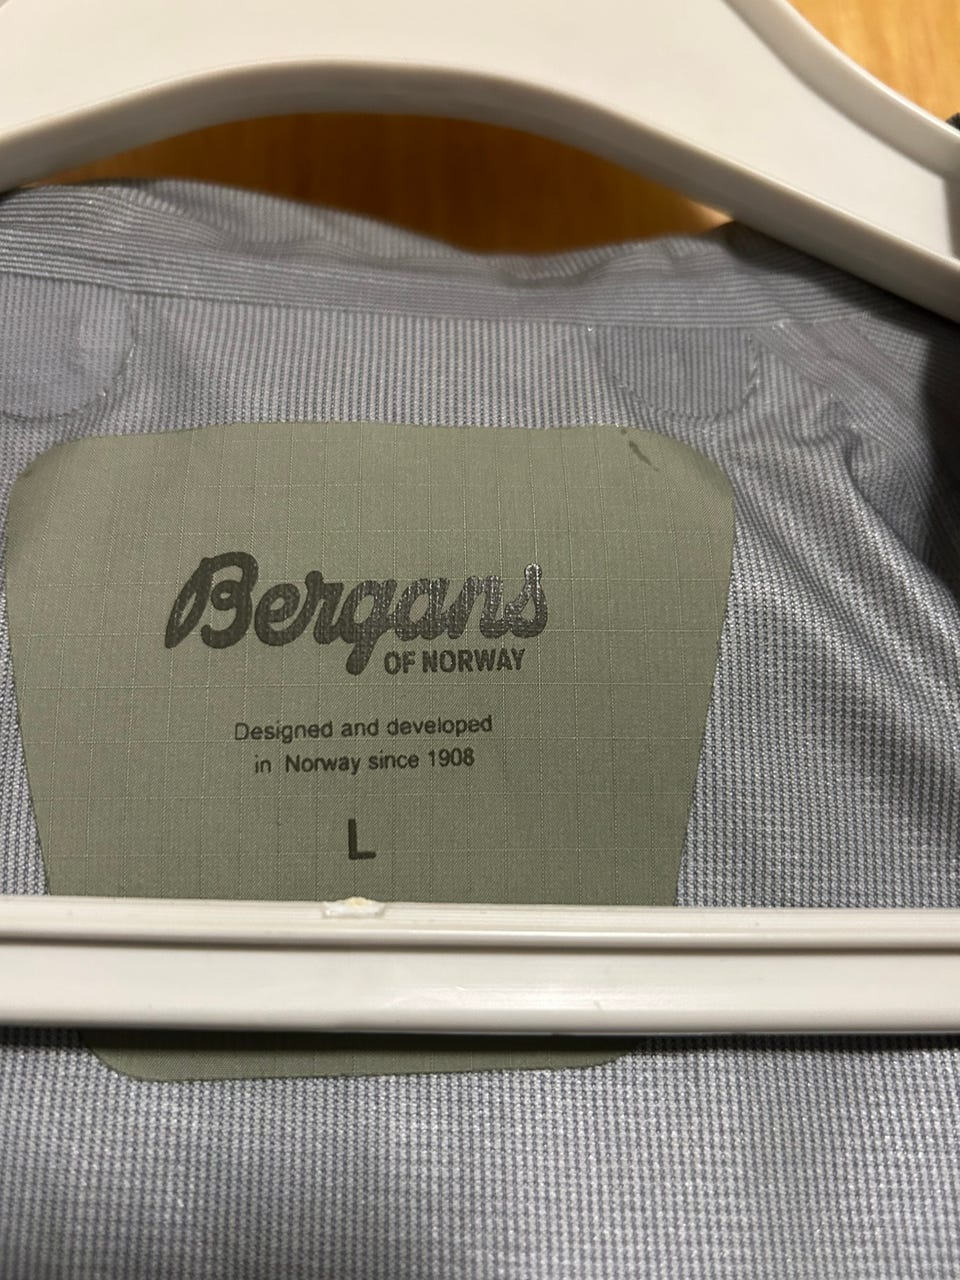 Bergans
OF NORWAY
Designed and developed
in Norway since 1908
L